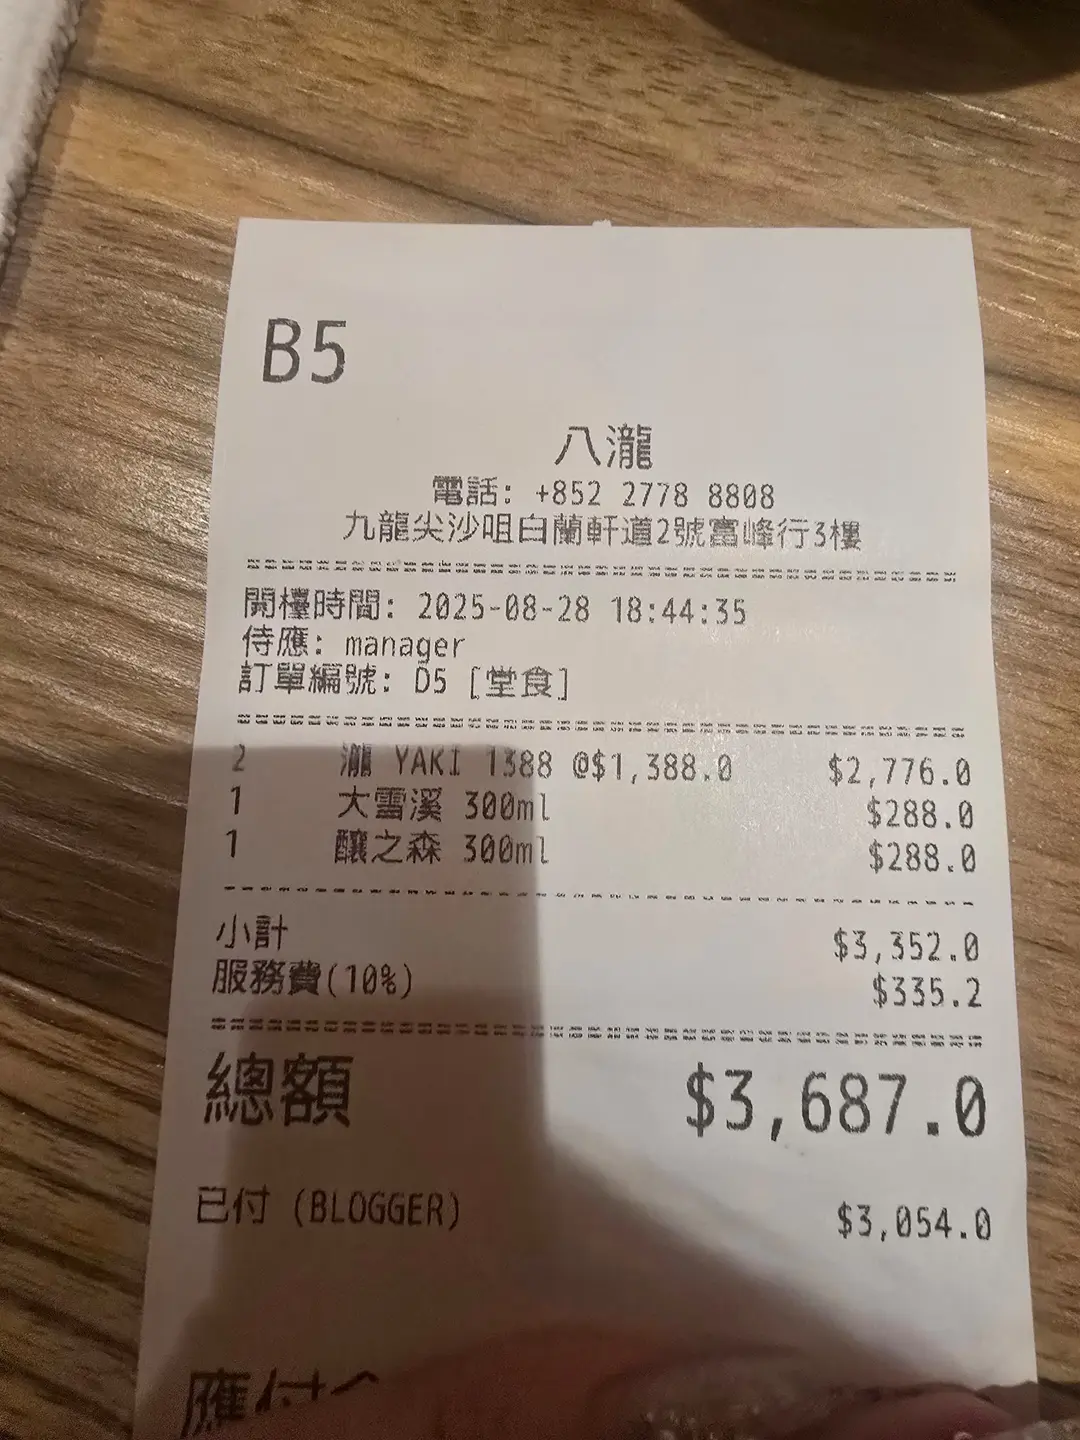 B5
八瀧
電話: +852 2778 8808
九龍尖沙咀白蘭軒道2號富峰行3樓
開檯時間: 2025-08-28 18:44:35
侍應: manager
訂單編號: D5 [堂食]
2 瀧 YAKI 1388 @$1,388.0 $2,776.0
1 大雪溪 300ml $288.0
1 釀之森 300ml $288.0
小計 $3,352.0
服務費(10%) $335.2
總額 $3,687.0
已付 (BLOGGER) $3,054.0
應付